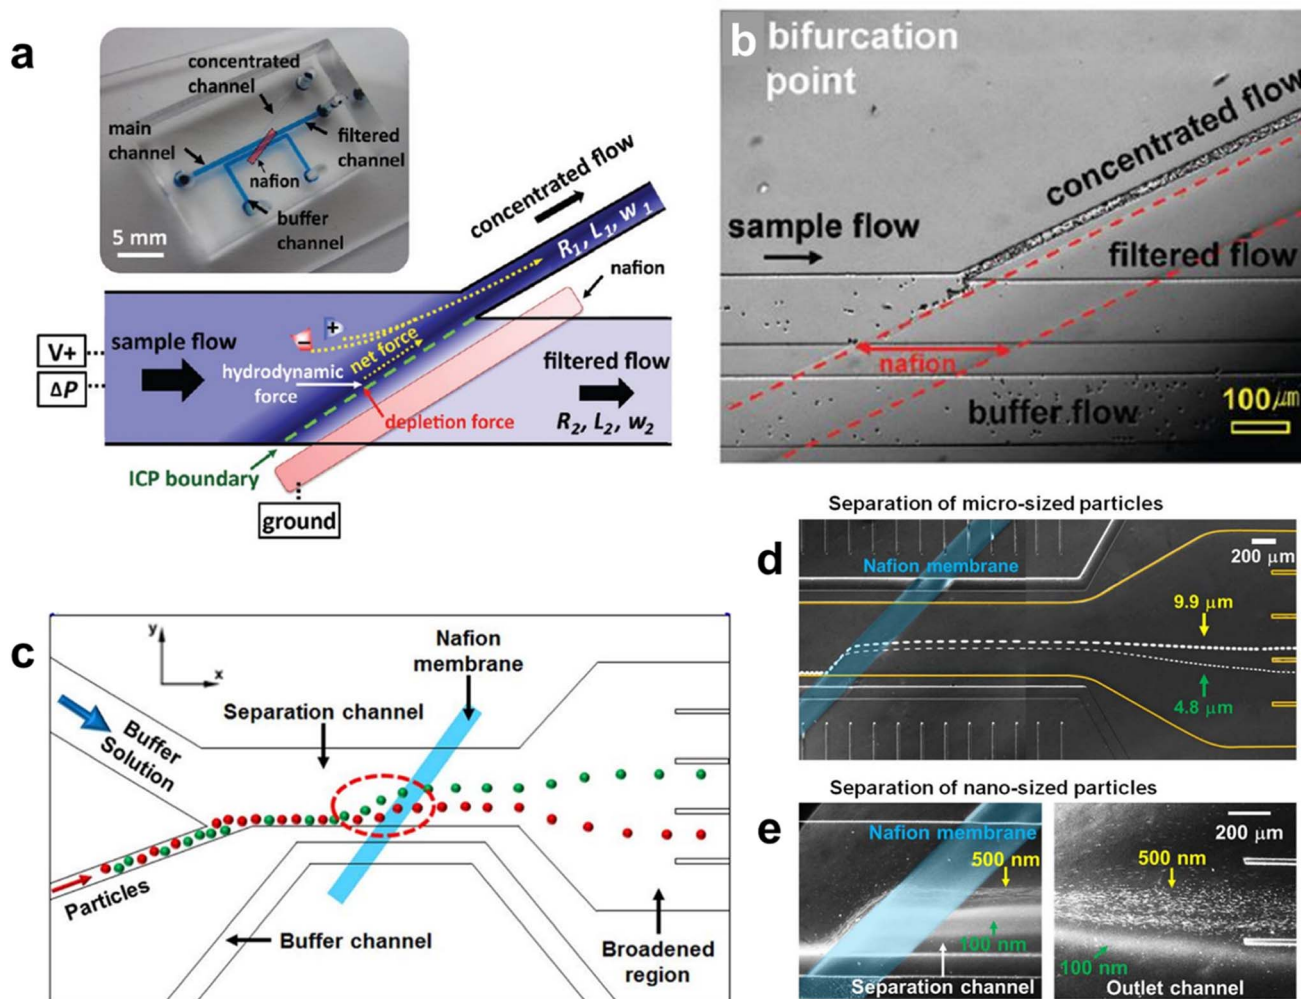 a
concentrated
channel
main
channel
filtered
channel
nafion
buffer
channel
5 mm
concentrated flow
R1, L1, w1
nafion
V+
ΔP
sample flow
- +
net force
hydrodynamic
force
depletion force
filtered flow
R2, L2, w2
ICP boundary
ground
b bifurcation
point
concentrated flow
sample flow
filtered flow
nafion
buffer flow
100 μm
c
y
x
Nafion
membrane
Separation channel
Buffer
Solution
Particles
Buffer channel
Broadened
region
Separation of micro-sized particles
d
Nafion membrane
200 μm
9.9 μm
4.8 μm
Separation of nano-sized particles
e
Nafion membrane
500 nm
100 nm
Separation channel
200 μm
500 nm
100 nm
Outlet channel